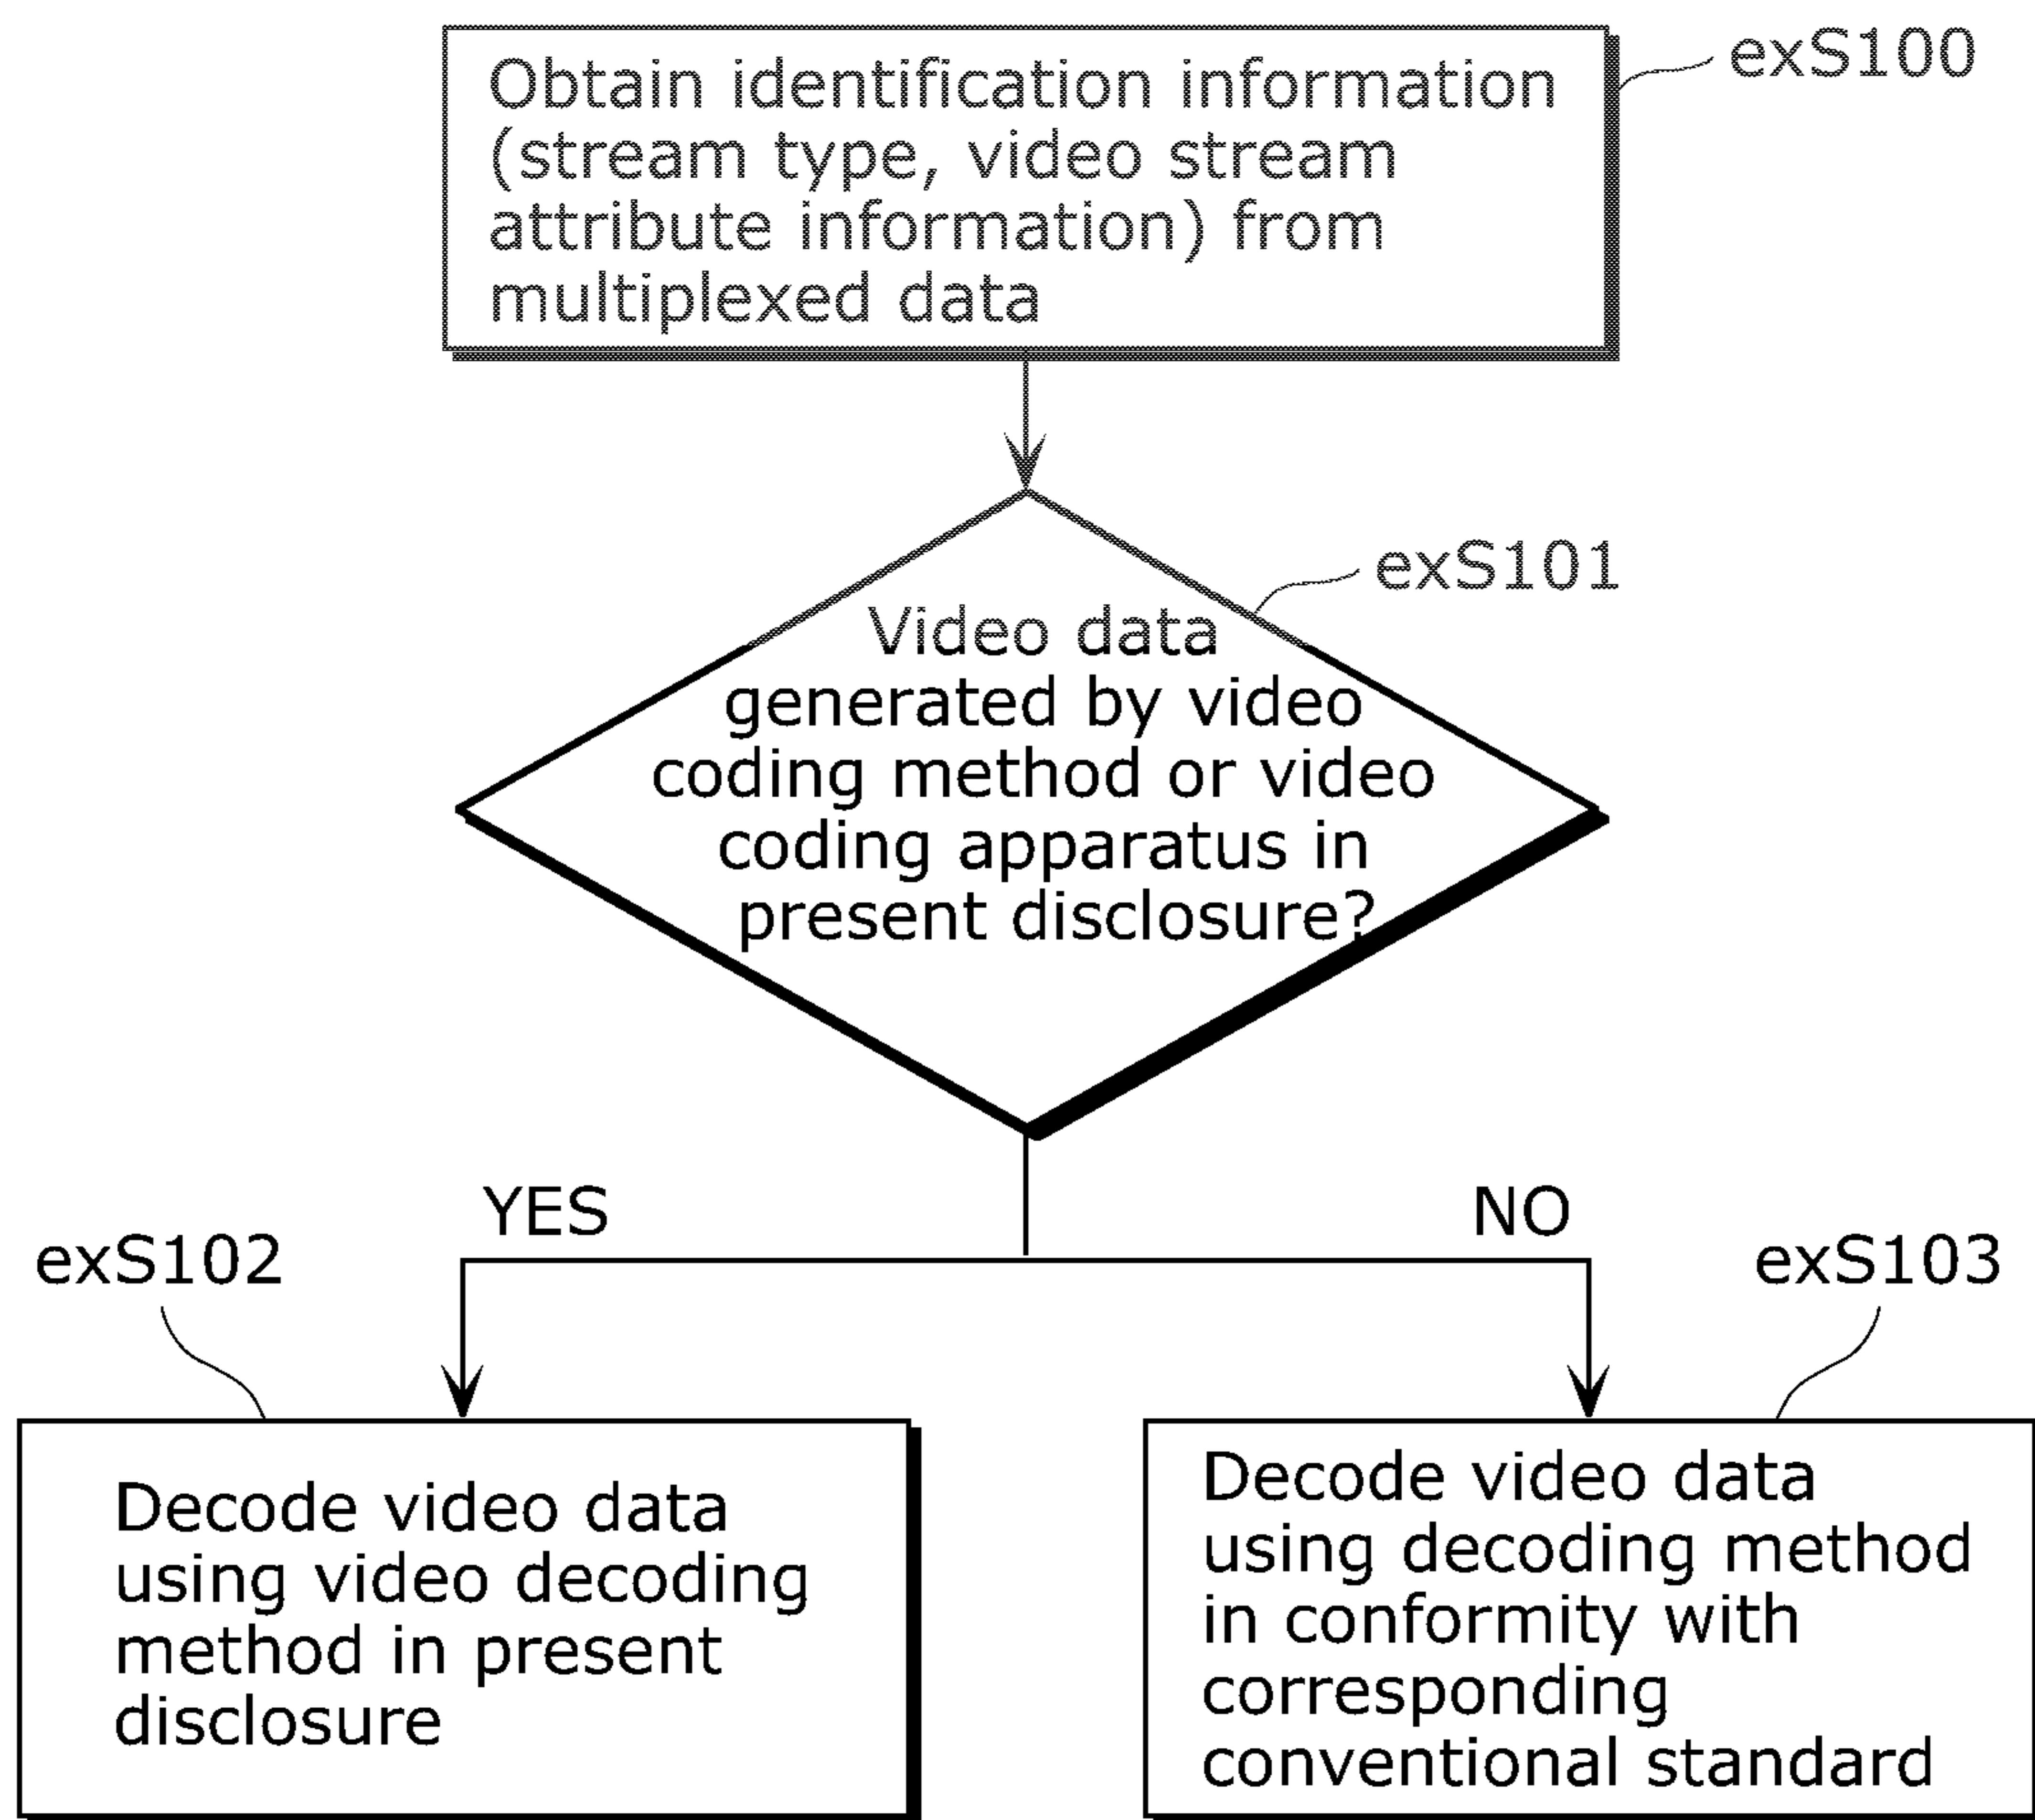 Obtain identification information
(stream type, video stream
attribute information) from
multiplexed data
exS100
exS101
Video data
generated by video
coding method or video
coding apparatus in
present disclosure?
YES
NO
exS102
exS103
Decode video data
using video decoding
method in present
disclosure
Decode video data
using decoding method
in conformity with
corresponding
conventional standard